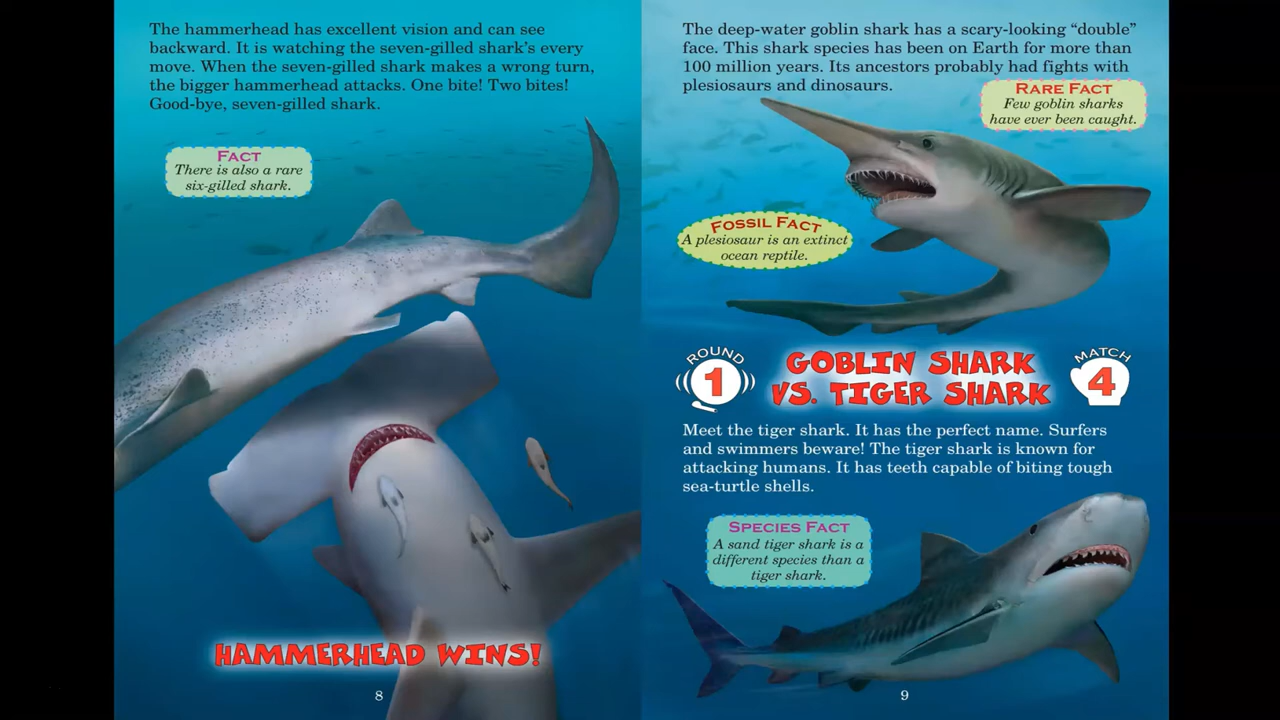 The hammerhead has excellent vision and can see
backward. It is watching the seven-gilled shark's every
move. When the seven-gilled shark makes a wrong turn,
the bigger hammerhead attacks. One bite! Two bites!
Good-bye, seven-gilled shark.
FACT
There is also a rare
six-gilled shark.
HAMMERHEAD WINS!
8
The deep-water goblin shark has a scary-looking “double”
face. This shark species has been on Earth for more than
100 million years. Its ancestors probably had fights with
plesiosaurs and dinosaurs.
RARE FACT
Few goblin sharks
have ever been caught.
FOSSIL FACT
A plesiosaur is an extinct
ocean reptile.
ROUND
1
GOBLIN SHARK
VS. TIGER SHARK
MATCH
4
Meet the tiger shark. It has the perfect name. Surfers
and swimmers beware! The tiger shark is known for
attacking humans. It has teeth capable of biting tough
sea-turtle shells.
SPECIES FACT
A sand tiger shark is a
different species than a
tiger shark.
9